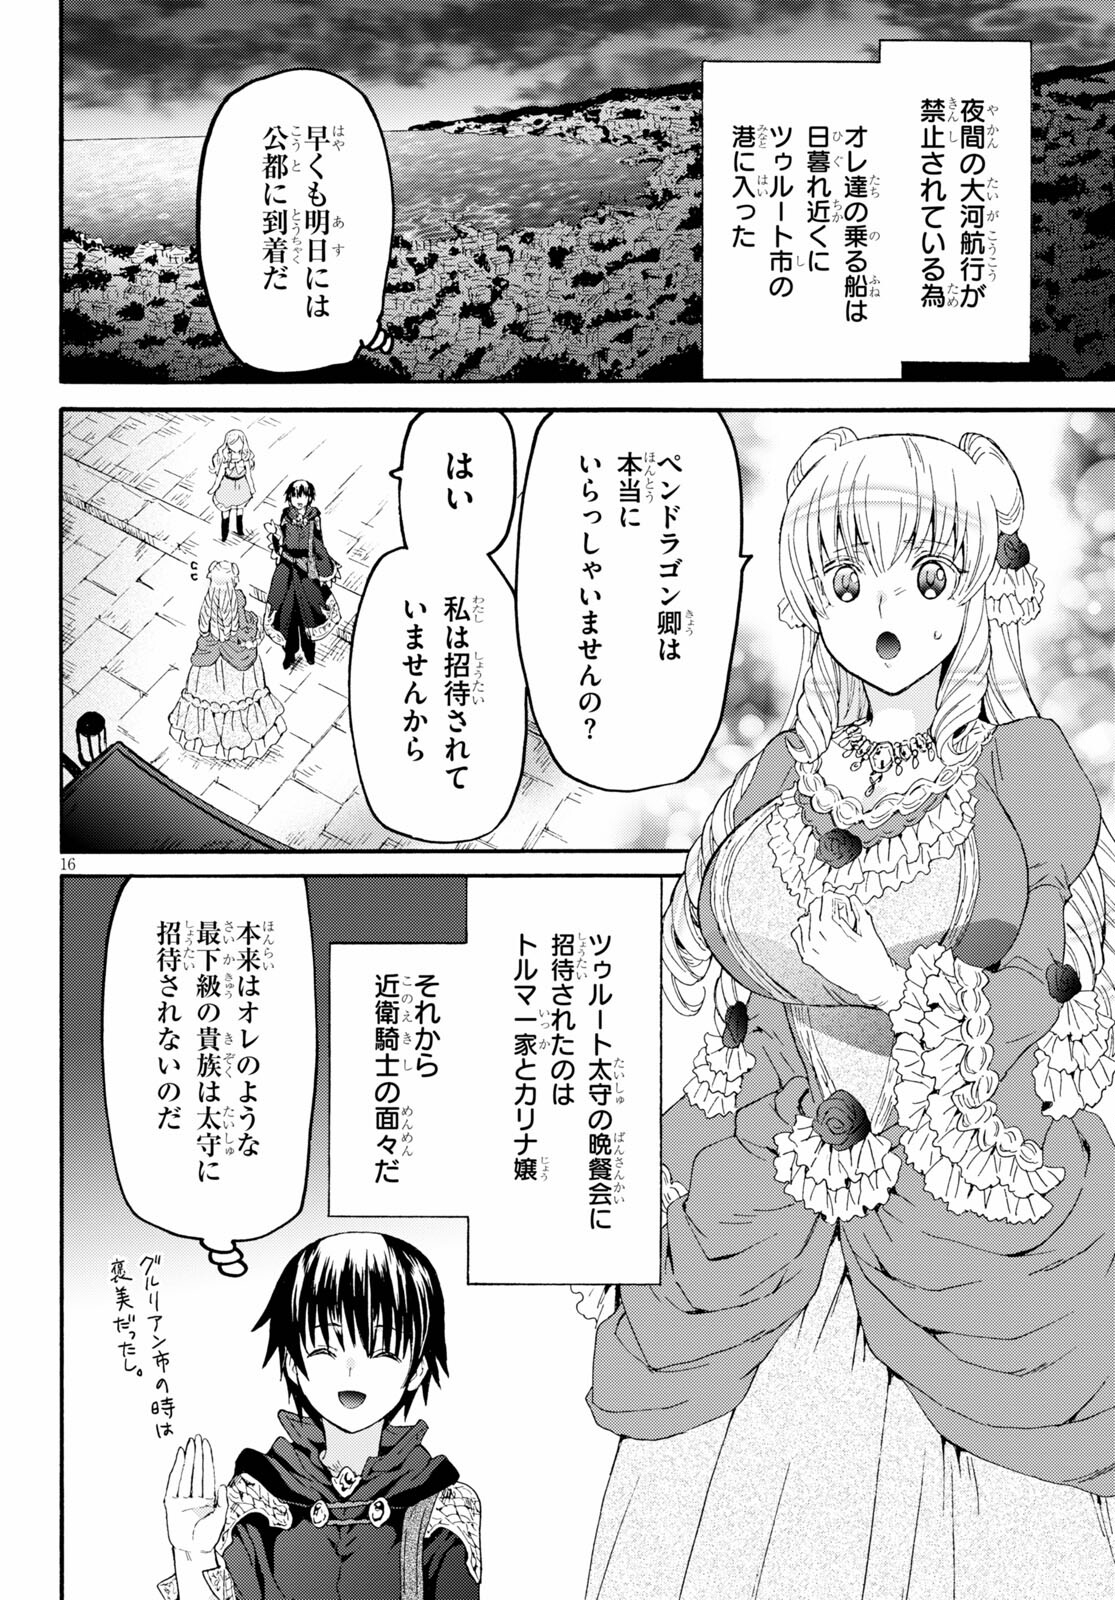 夜間の大河航行が
禁止されている為
オレ達の乗る船は
日暮れ近くに
ツゥルート市の
港に入った
早くも明日には
公都に到着だ
ペンドラゴン卿は
本当に
いらっしゃいませんの？
はい
私は招待されて
いませんから
ツゥルート太守の晩餐会に
招待されたのは
トルマ一家とカリナ嬢
それから
近衛騎士の面々だ
本来はオレのような
最下級の貴族は太守に
招待されないのだ
グルリアン市の時は
褒美だったし。
16